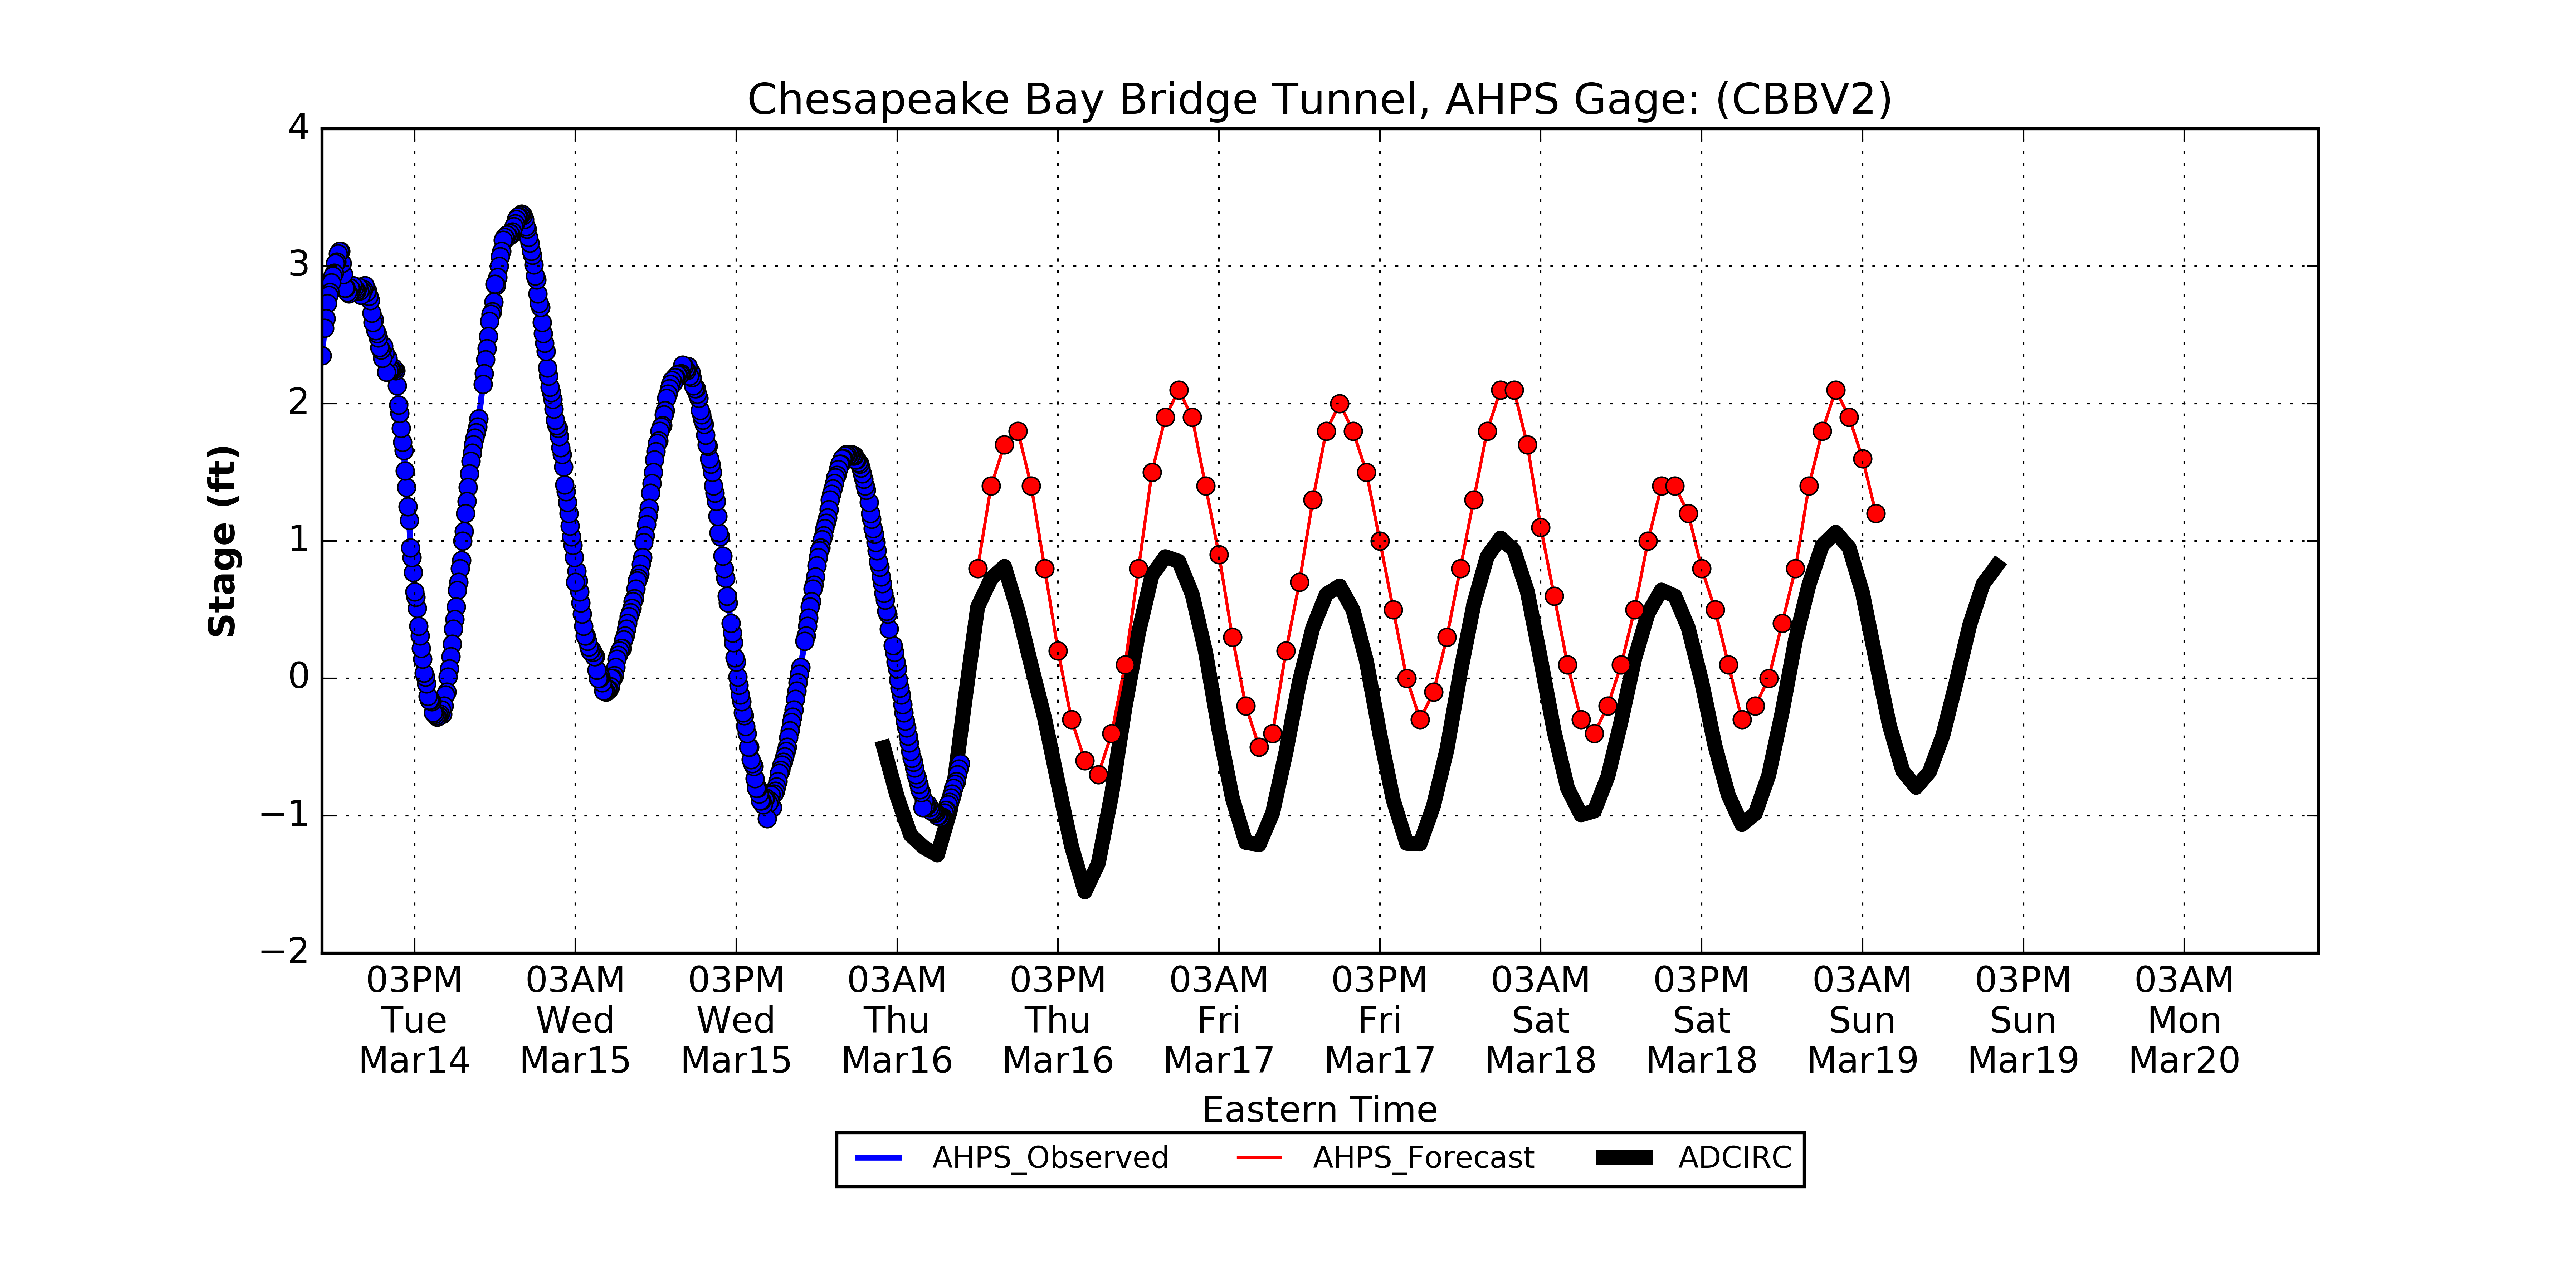 Chesapeake Bay Bridge Tunnel, AHPS Gage: (CBBV2)
4
3
2
1
0
−1
−2
Stage (ft)
03PM 03AM 03PM 03AM 03PM 03AM 03PM 03AM 03PM 03AM 03PM 03AM
Tue Wed Wed Thu Thu Fri Fri Sat Sat Sun Sun Mon
Mar14 Mar15 Mar15 Mar16 Mar16 Mar17 Mar17 Mar18 Mar18 Mar19 Mar19 Mar20
Eastern Time
AHPS_Observed AHPS_Forecast ADCIRC